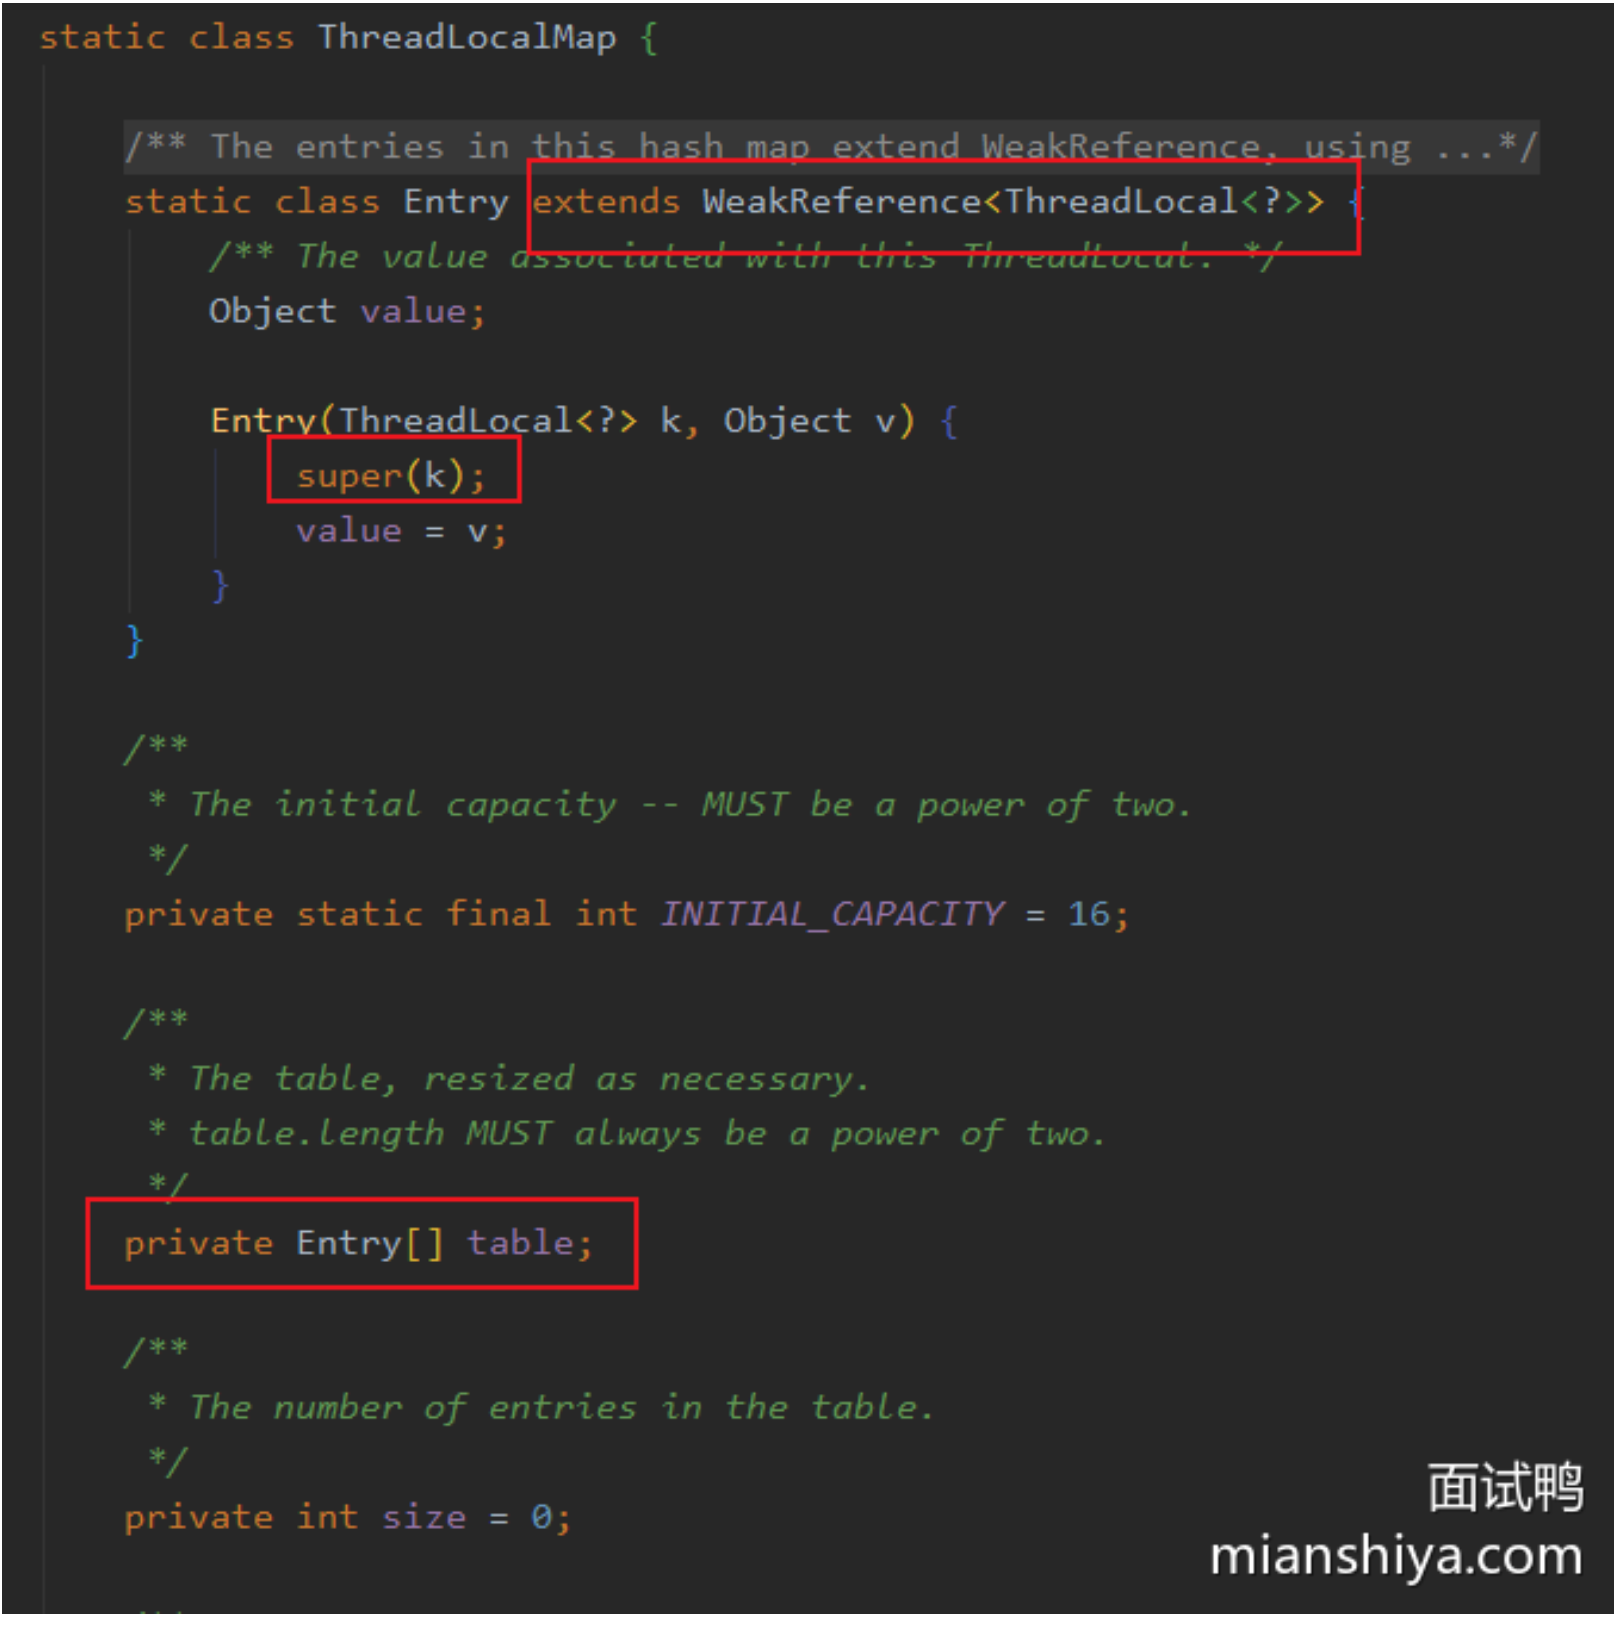 static class ThreadLocalMap {
/** The entries in this hash map extend WeakReference, using ...*/
static class Entry extends WeakReference<ThreadLocal<?>> {
/** The value associated with this ThreadLocal. */
Object value;
Entry(ThreadLocal<?> k, Object v) {
super(k);
value = v;
}
}
/**
* The initial capacity -- MUST be a power of two.
*/
private static final int INITIAL_CAPACITY = 16;
/**
* The table, resized as necessary.
* table.length MUST always be a power of two.
*/
private Entry[] table;
/**
* The number of entries in the table.
*/
private int size = 0;
面试鸭
mianshiya.com